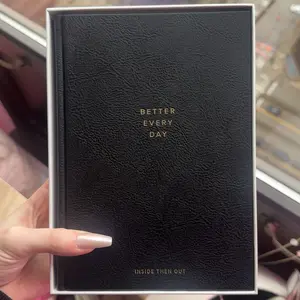 BETTER
EVERY
DAY
INSIDE THEN OUT